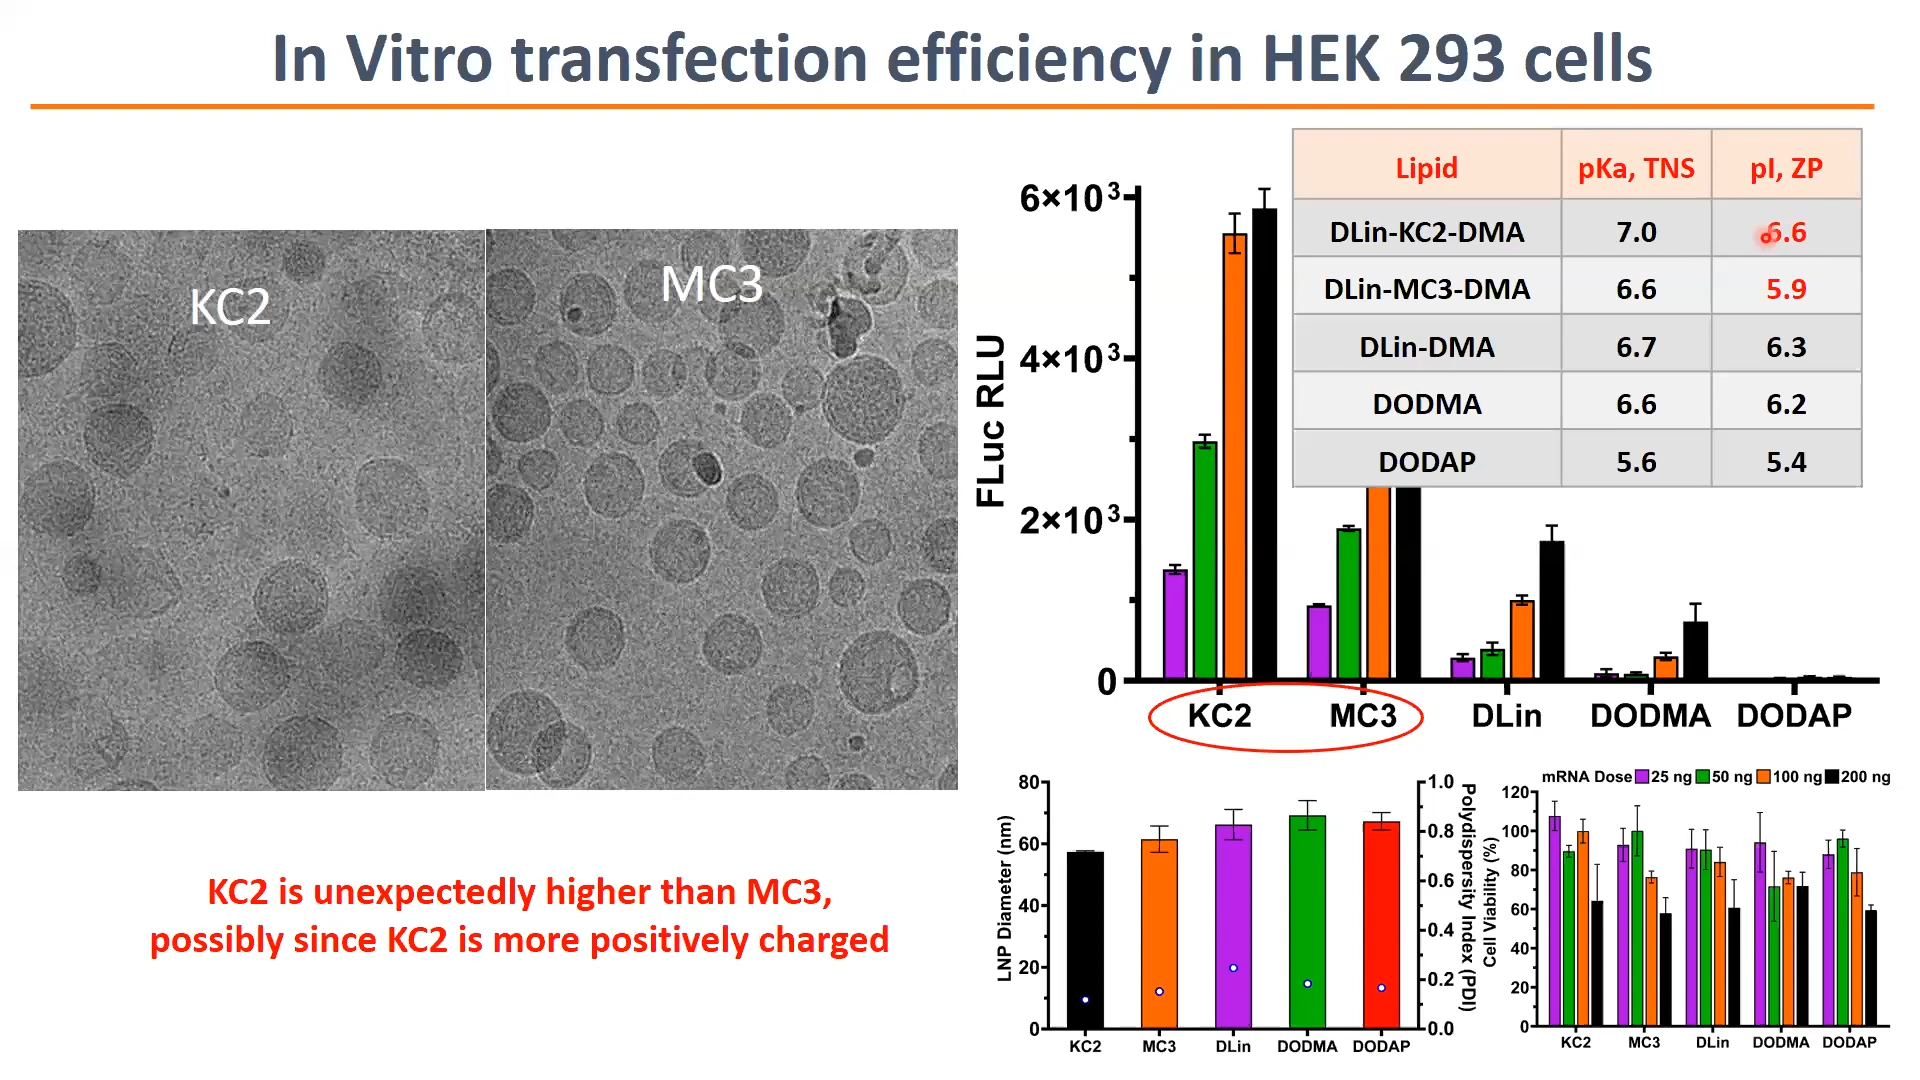 In Vitro transfection efficiency in HEK 293 cells
KC2
MC3
KC2 is unexpectedly higher than MC3,
possibly since KC2 is more positively charged
Lipid pKa, TNS pI, ZP
DLin-KC2-DMA 7.0 6.6
DLin-MC3-DMA 6.6 5.9
DLin-DMA 6.7 6.3
DODMA 6.6 6.2
DODAP 5.6 5.4
FLuc RLU
6×10³
4×10³
2×10³
0
KC2 MC3 DLin DODMA DODAP
LNP Diameter (nm)
80
60
40
20
0
1.0
0.8
0.6
0.4
0.2
0.0
Polydispersity Index (PDI)
KC2 MC3 DLin DODMA DODAP
mRNA Dose 25 ng 50 ng 100 ng 200 ng
Cell Viability (%)
120
100
80
60
40
20
0
KC2 MC3 DLin DODMA DODAP